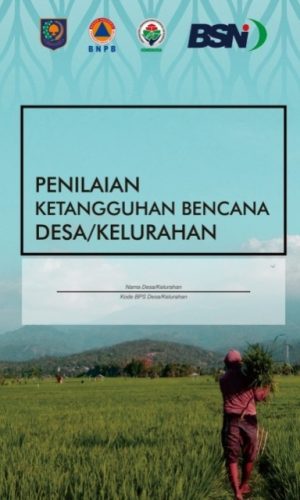 BNPB
BSN
PENILAIAN
KETANGGUHAN BENCANA
DESA/KELURAHAN
Nama Desa/Kelurahan
Kode BPS Desa/Kelurahan